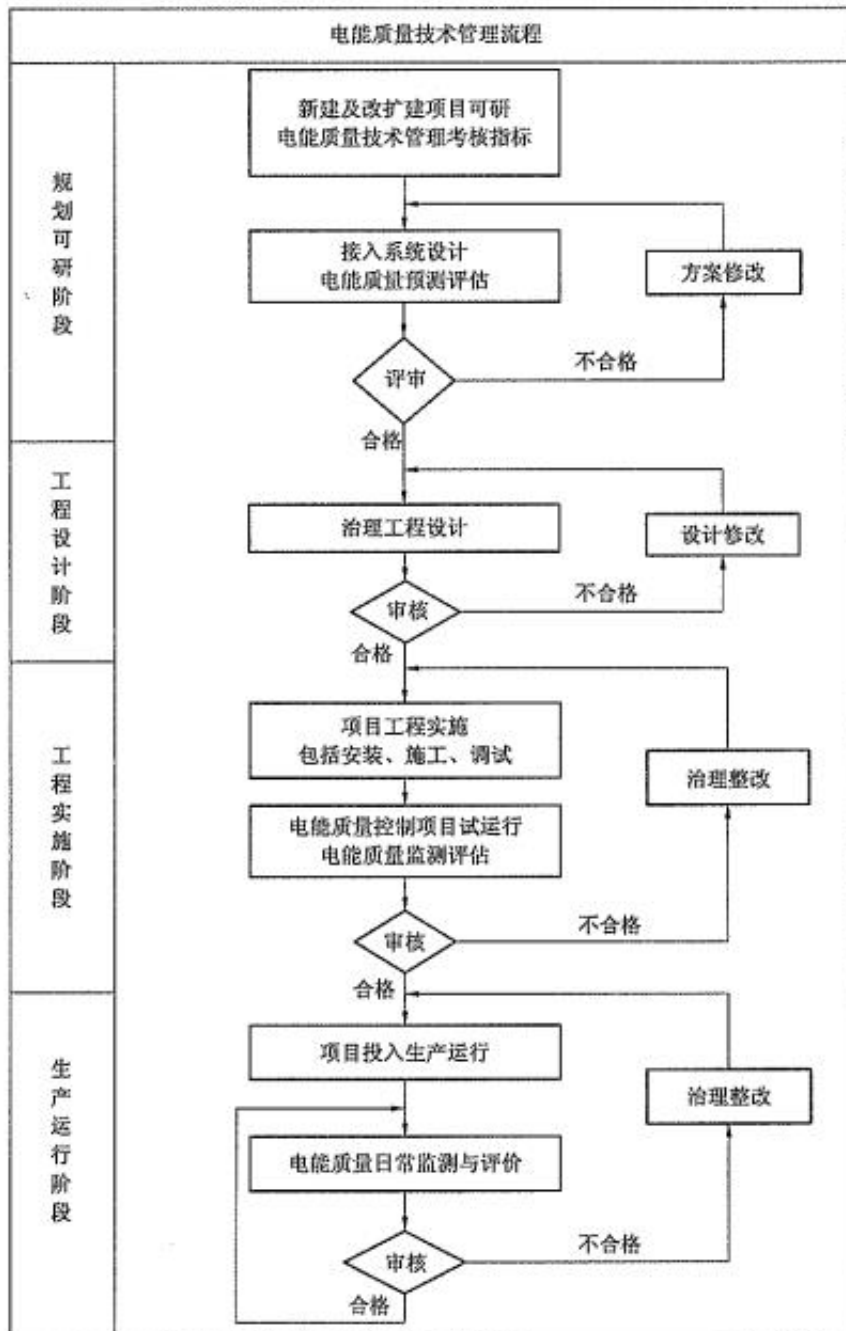 电能质量技术管理流程
规划可研阶段
新建及改扩建项目可研
电能质量技术管理考核指标
接入系统设计
电能质量预测评估
方案修改
评审
不合格
合格
工程设计阶段
治理工程设计
设计修改
审核
不合格
合格
工程实施阶段
项目工程实施
包括安装、施工、调试
治理整改
电能质量控制项目试运行
电能质量监测评估
审核
不合格
合格
生产运行阶段
项目投入生产运行
治理整改
电能质量日常监测与评价
审核
不合格
合格